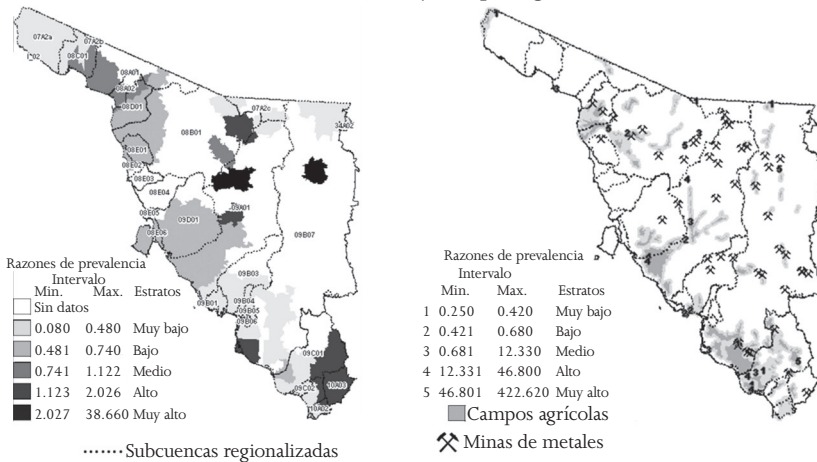 07A2a
07A2b
08C01
08A01
08A02
08D01
07A2c
34A02
08B01
08E01
08E02
08E03
08E04
08E05
08E06
09A01
09D01
09B07
09B03
09B01
09B04
09B05
09B06
09C01
09C02
10A03
10A02
Razones de prevalencia
Intervalo
Min. Max. Estratos
Sin datos
0.080 0.480 Muy bajo
0.481 0.740 Bajo
0.741 1.122 Medio
1.123 2.026 Alto
2.027 38.660 Muy alto
Subcuencas regionalizadas
Razones de prevalencia
Intervalo
Min. Max. Estratos
1 0.250 0.420 Muy bajo
2 0.421 0.680 Bajo
3 0.681 12.330 Medio
4 12.331 46.800 Alto
5 46.801 422.620 Muy alto
Campos agrícolas
Minas de metales